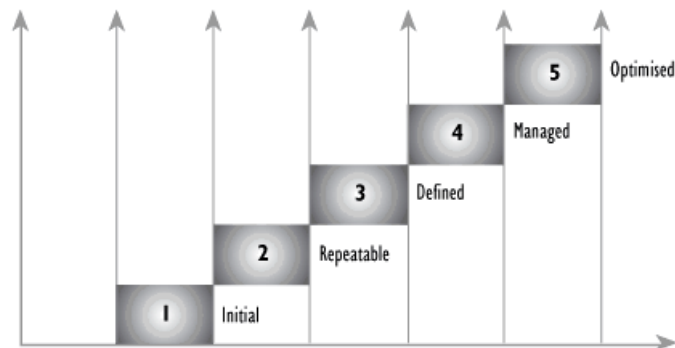 5 Optimised
4 Managed
3 Defined
2 Repeatable
1 Initial